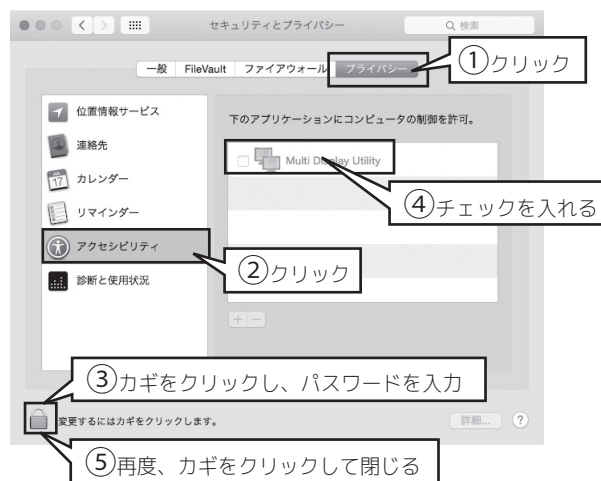 セキュリティとプライバシー
検索
一般 FileVault ファイアウォール プライバシー
①クリック
位置情報サービス
連絡先
カレンダー
リマインダー
アクセシビリティ
診断と使用状況
JUL
17
下のアプリケーションにコンピュータの制御を許可。
Multi Display Utility
④チェックを入れる
②クリック
+ −
③カギをクリックし、パスワードを入力
変更するにはカギをクリックします。
詳細... ?
⑤再度、カギをクリックして閉じる